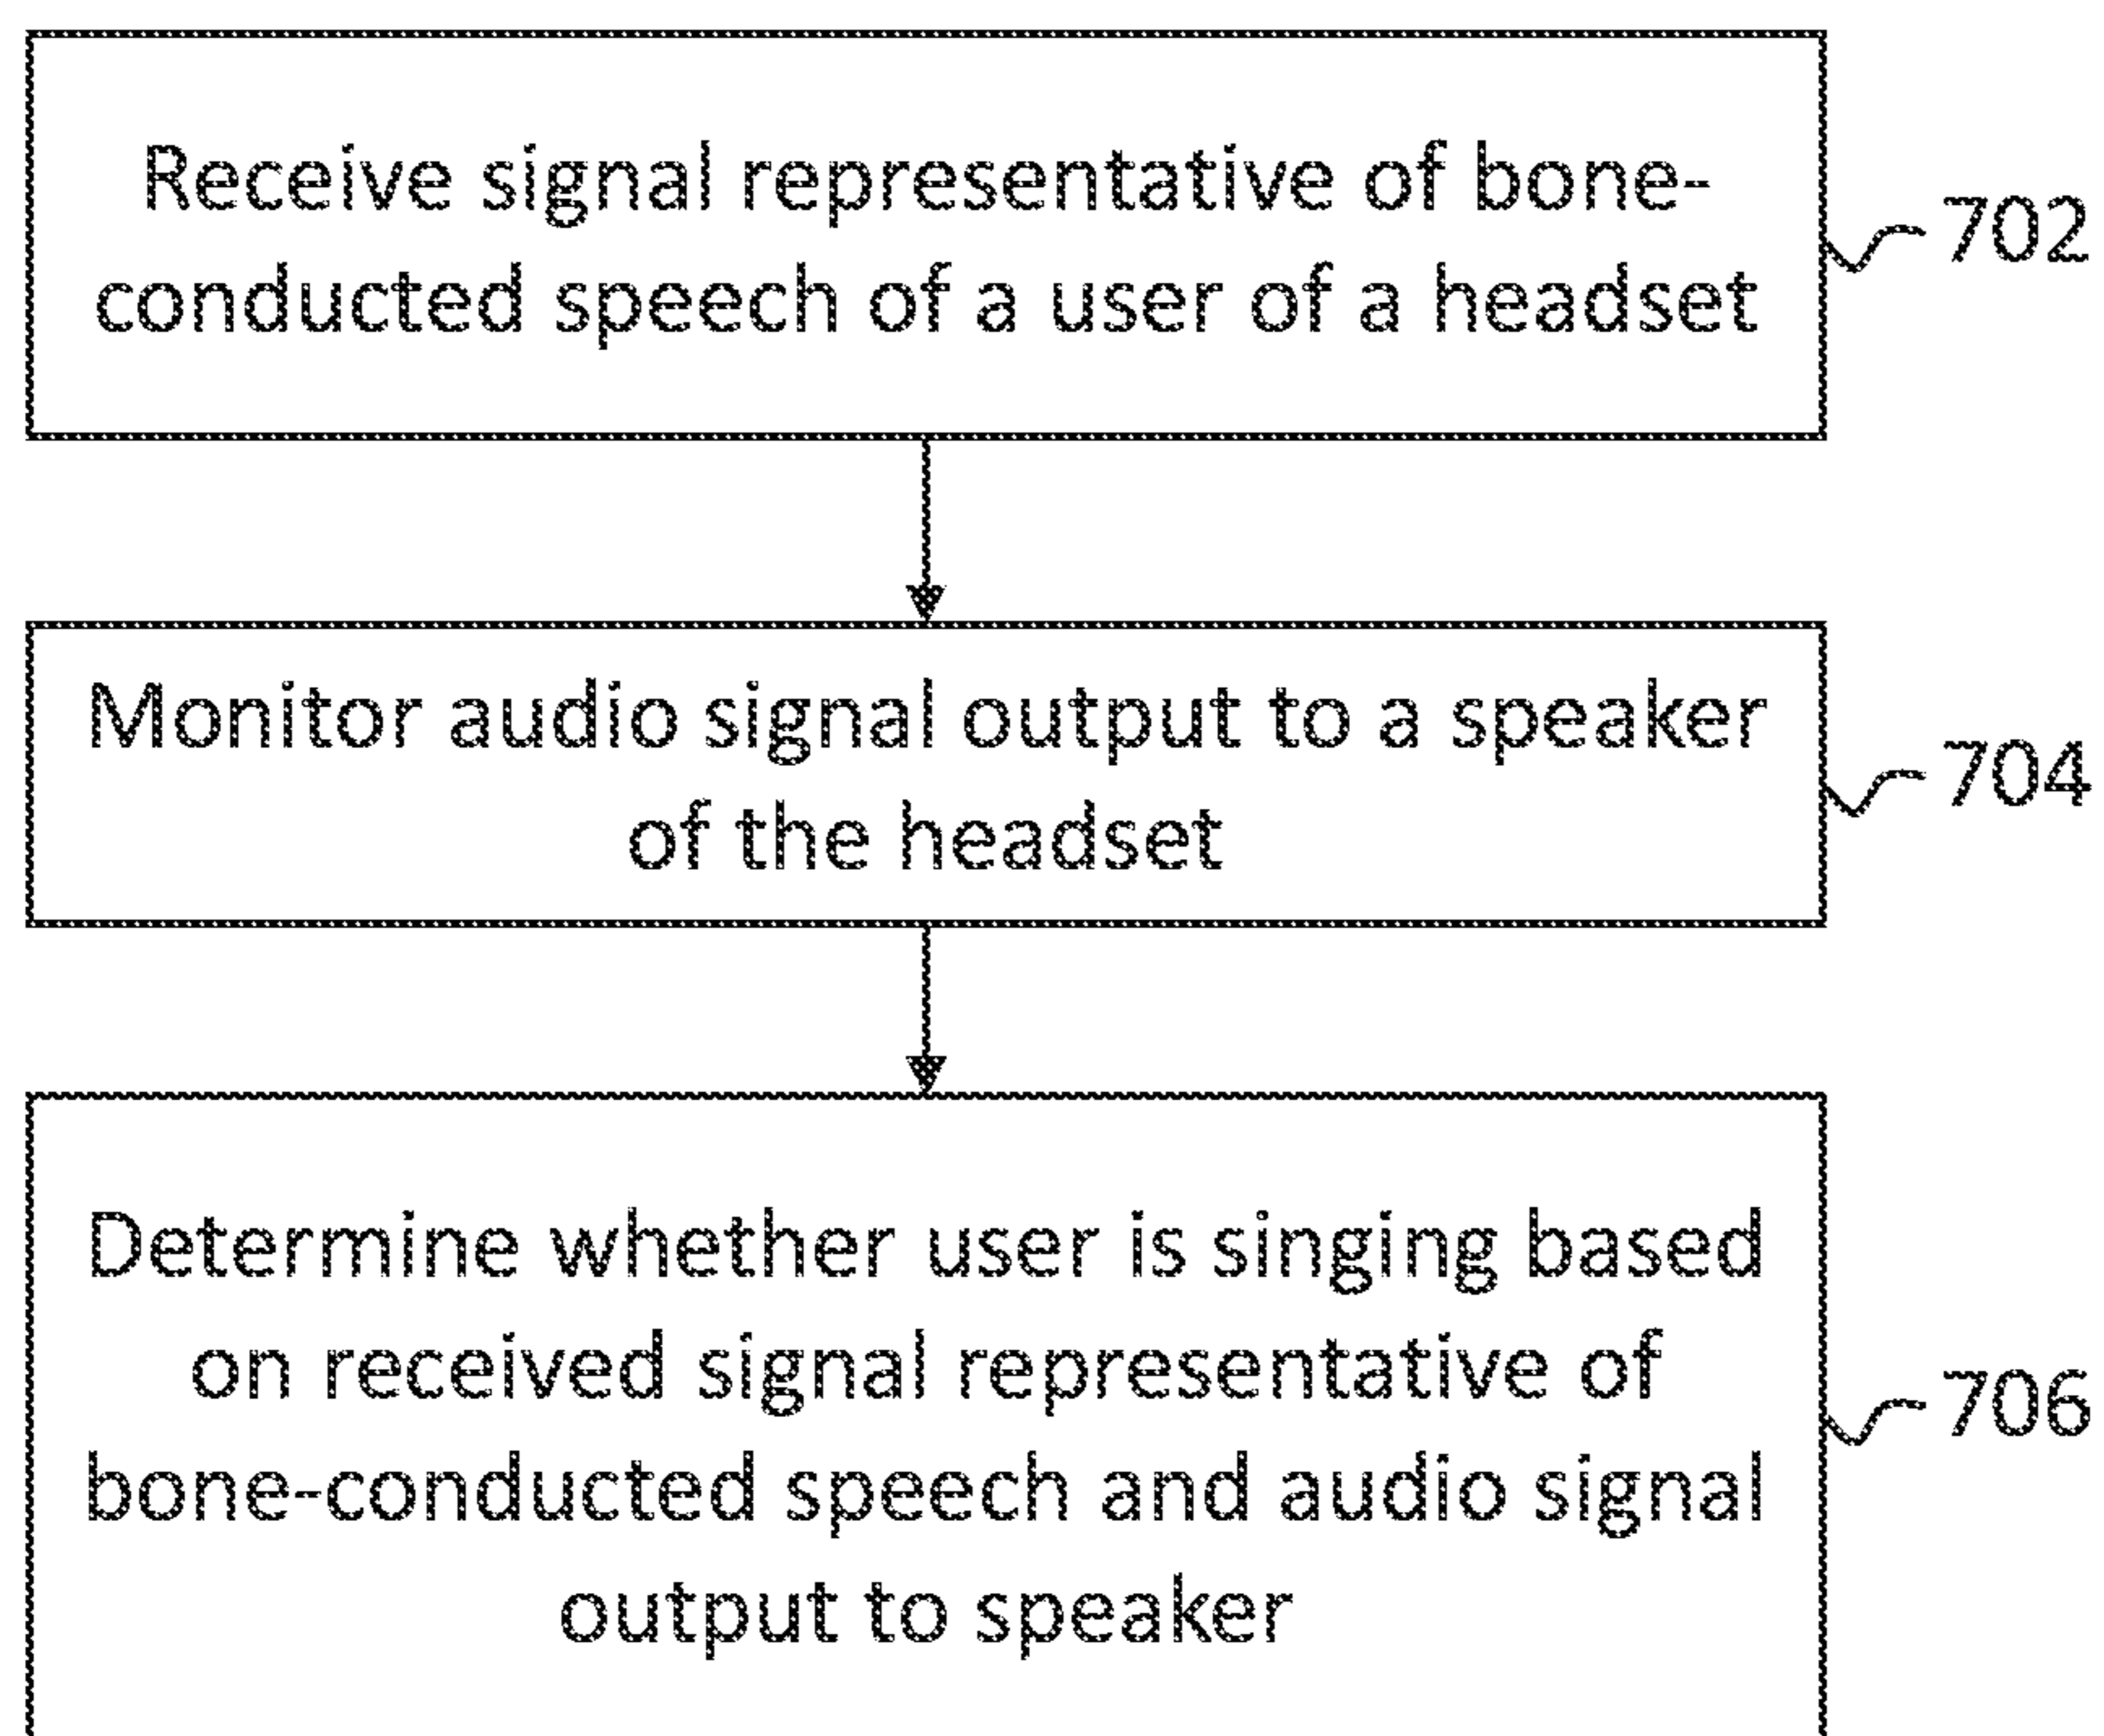 Receive signal representative of bone-
conducted speech of a user of a headset
702
Monitor audio signal output to a speaker
of the headset
704
Determine whether user is singing based
on received signal representative of
bone-conducted speech and audio signal
output to speaker
706